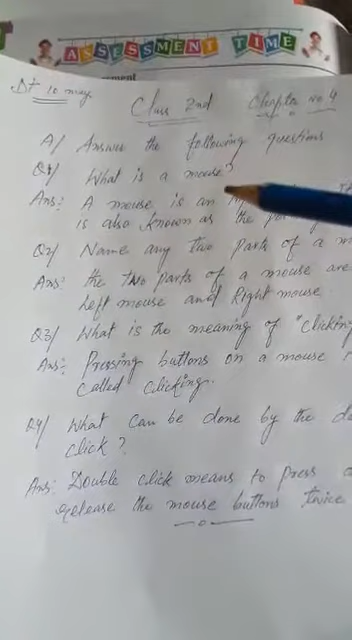 ASSESSMENT TIME
Dt 10 may
Class 2nd
Chapter no 4
A/ Answer the following questions
Q1/ What is a mouse?
Ans: A mouse is an
is also known as the
Q2/ Name any two parts of a
Ans: the two parts of a mouse are
Left mouse and Right mouse
Q3/ What is the meaning of "Clicking
Ans: Pressing buttons on a mouse
called clicking.
Q4/ What can be done by the
click?
Ans: Double click means to press
release the mouse buttons twice